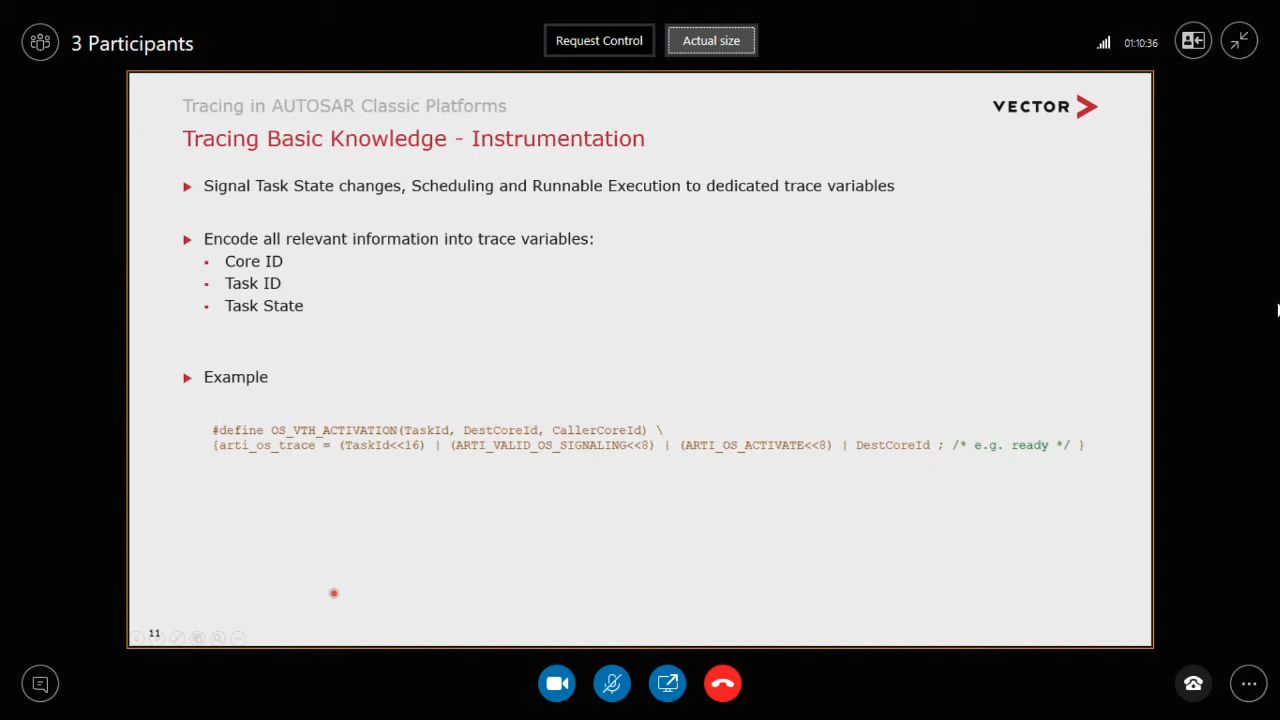 3 Participants
Request Control
Actual size
01:10:36
Tracing in AUTOSAR Classic Platforms
VECTOR
Tracing Basic Knowledge - Instrumentation
Signal Task State changes, Scheduling and Runnable Execution to dedicated trace variables
Encode all relevant information into trace variables:
Core ID
Task ID
Task State
Example
#define OS_VTH_ACTIVATION(TaskId, DestCoreId, CallerCoreId) \
{arti_os_trace = (TaskId<<16) | (ARTI_VALID_OS_SIGNALING<<8) | (ARTI_OS_ACTIVATE<<8) | DestCoreId ; /* e.g. ready */ }
11